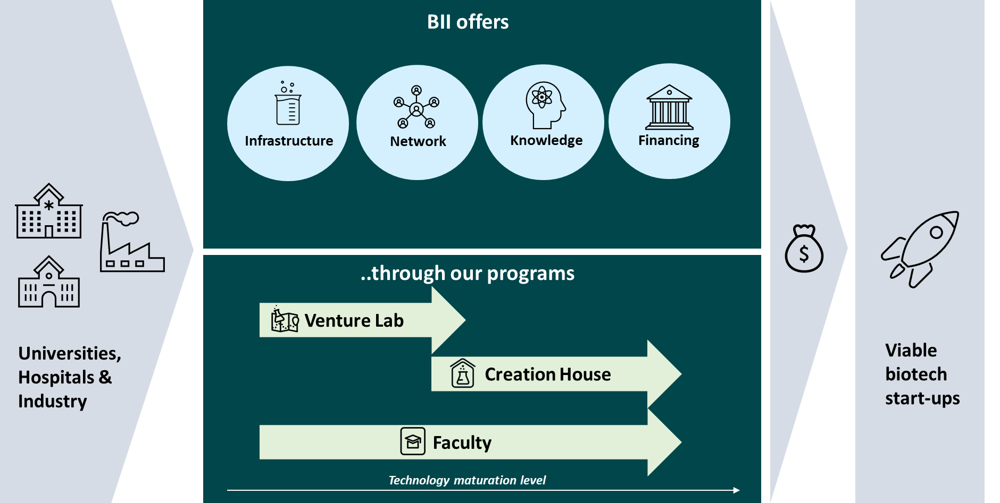 BII offers
Infrastructure
Network
Knowledge
Financing
..through our programs
Venture Lab
Creation House
Faculty
Technology maturation level
Universities,
Hospitals &
Industry
$
Viable
biotech
start-ups